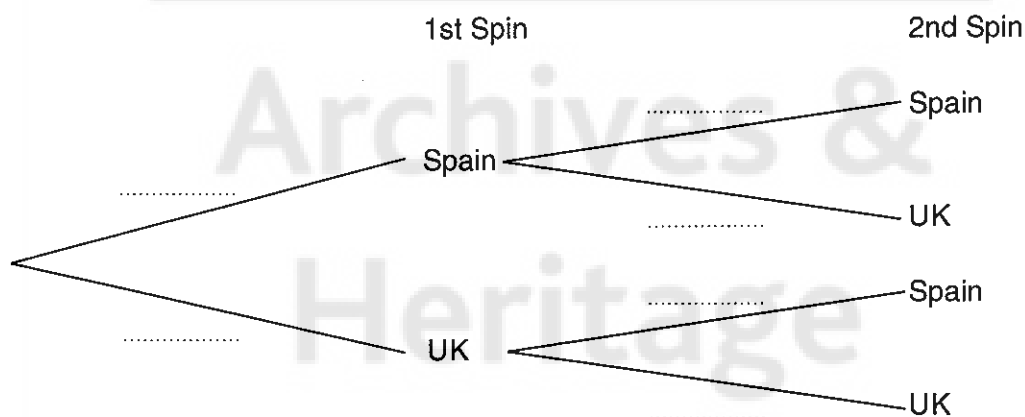 1st Spin
2nd Spin
Archives &
Spain
Spain
UK
Heritage
Spain
UK
UK